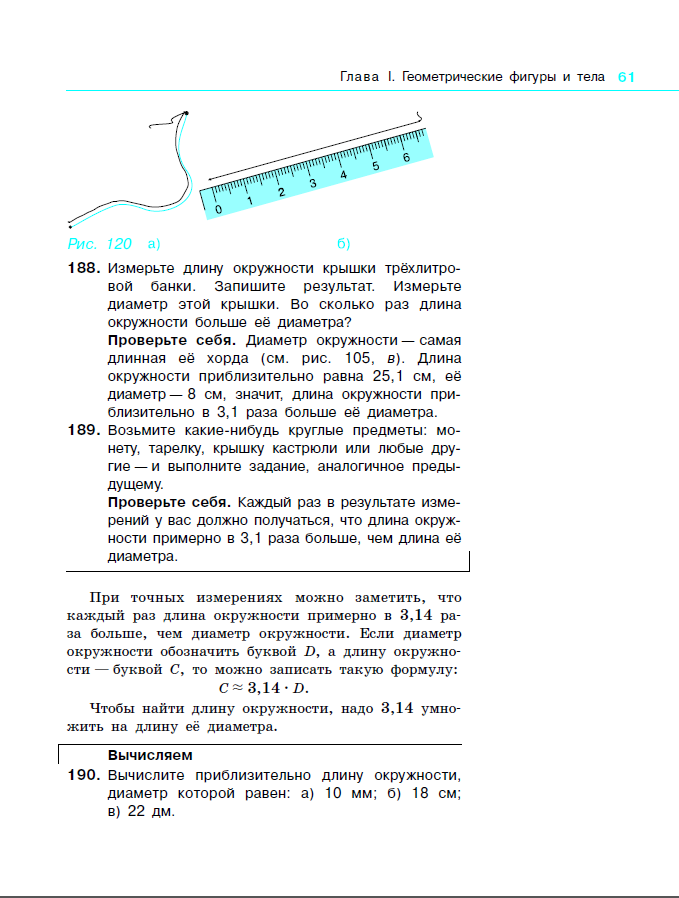 Глава I. Геометрические фигуры и тела 61
0 1 2 3 4 5 6
Рис. 120 а) б)
188. Измерьте длину окружности крышки трёхлитро-
вой банки. Запишите результат. Измерьте
диаметр этой крышки. Во сколько раз длина
окружности больше её диаметра?
Проверьте себя. Диаметр окружности — самая
длинная её хорда (см. рис. 105, в). Длина
окружности приблизительно равна 25,1 см, её
диаметр — 8 см, значит, длина окружности при-
близительно в 3,1 раза больше её диаметра.
189. Возьмите какие-нибудь круглые предметы: мо-
нету, тарелку, крышку кастрюли или любые дру-
гие — и выполните задание, аналогичное преды-
дущему.
Проверьте себя. Каждый раз в результате изме-
рений у вас должно получаться, что длина окруж-
ности примерно в 3,1 раза больше, чем длина её
диаметра.
При точных измерениях можно заметить, что
каждый раз длина окружности примерно в 3,14 ра-
за больше, чем диаметр окружности. Если диаметр
окружности обозначить буквой D, а длину окружно-
сти — буквой C, то можно записать такую формулу:
C ≈ 3,14 · D.
Чтобы найти длину окружности, надо 3,14 умно-
жить на длину её диаметра.
Вычисляем
190. Вычислите приблизительно длину окружности,
диаметр которой равен: а) 10 мм; б) 18 см;
в) 22 дм.